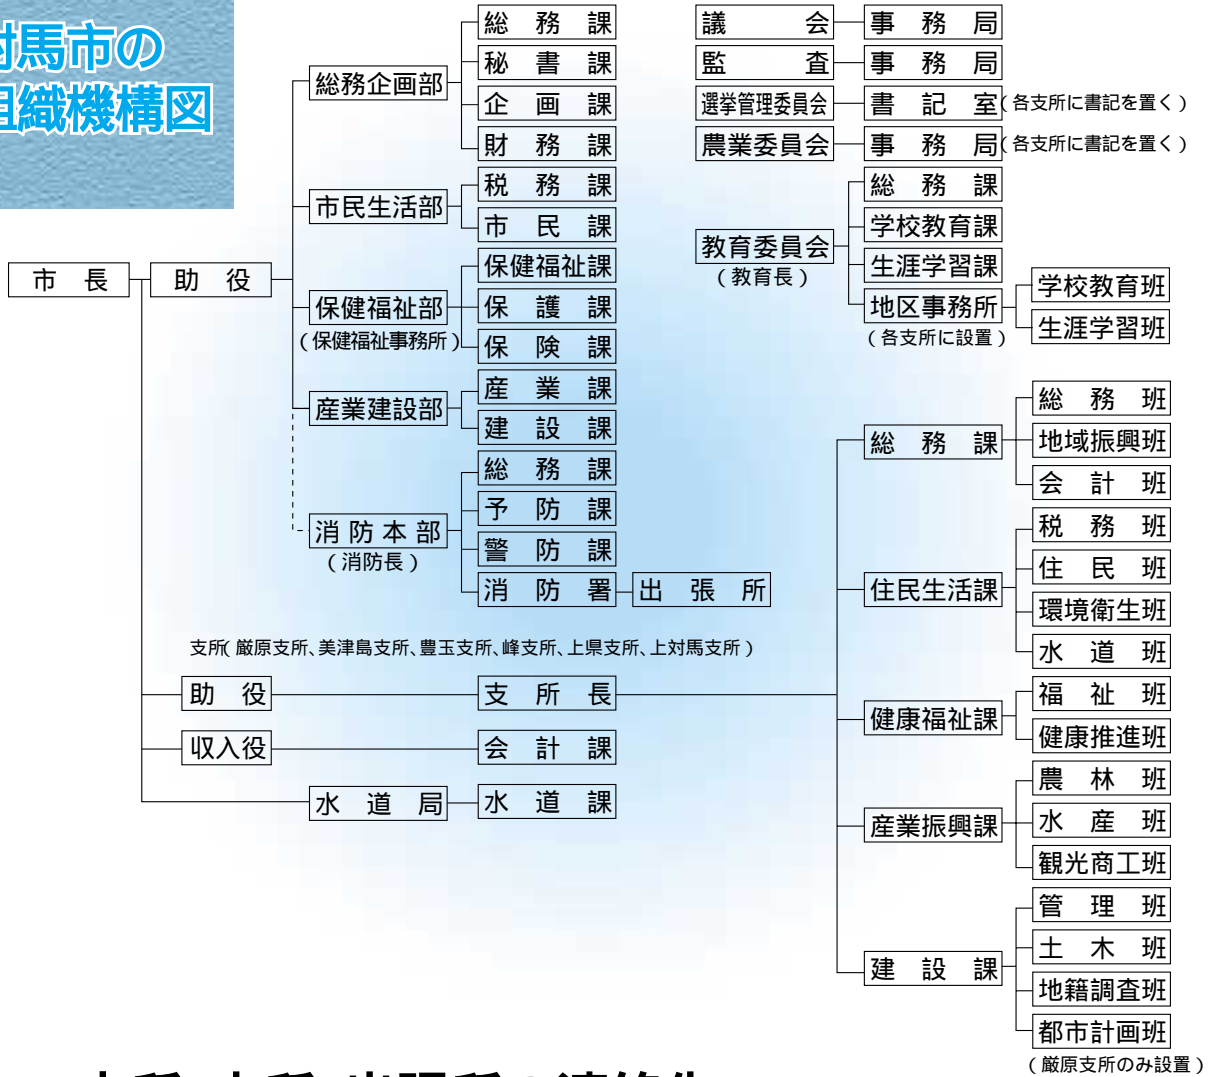 対馬市の
組織機構図
市長
助役
総務企画部
総務課
秘書課
企画課
財務課
市民生活部
税務課
市民課
保健福祉部
(保健福祉事務所)
保健福祉課
保護課
保険課
産業建設部
産業課
建設課
消防本部
(消防長)
総務課
予防課
警防課
消防署
出張所
支所(厳原支所、美津島支所、豊玉支所、峰支所、上県支所、上対馬支所)
助役
支所長
収入役
会計課
水道局
水道課
議会
事務局
監査
事務局
選挙管理委員会
書記室(各支所に書記を置く)
農業委員会
事務局(各支所に書記を置く)
教育委員会
(教育長)
総務課
学校教育課
生涯学習課
地区事務所
(各支所に設置)
学校教育班
生涯学習班
総務課
総務班
地域振興班
会計班
住民生活課
税務班
住民班
環境衛生班
水道班
健康福祉課
福祉班
健康推進班
産業振興課
農林班
水産班
観光商工班
建設課
管理班
土木班
地籍調査班
都市計画班
(厳原支所のみ設置)